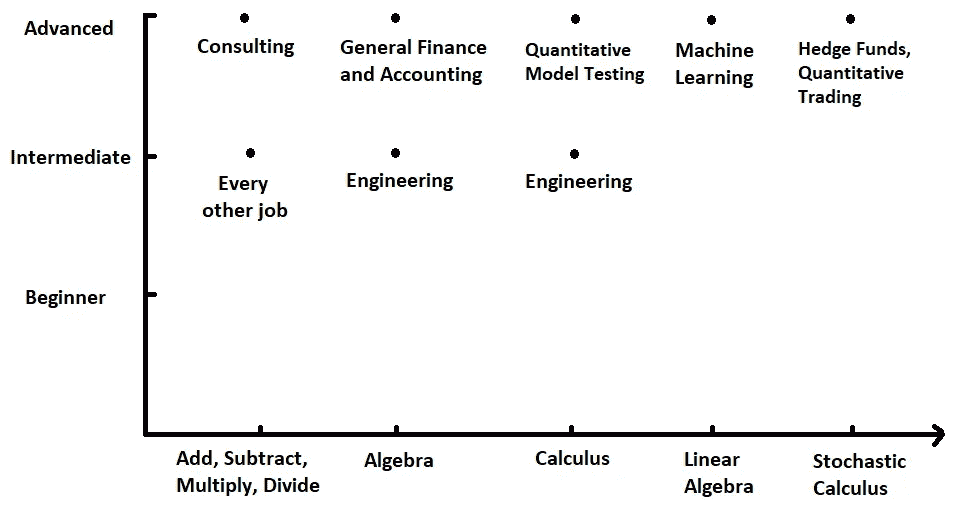 Advanced
Consulting
General Finance
and Accounting
Quantitative
Model Testing
Machine
Learning
Hedge Funds,
Quantitative
Trading
Intermediate
Every
other job
Engineering
Engineering
Beginner
Add, Subtract,
Multiply, Divide
Algebra
Calculus
Linear
Algebra
Stochastic
Calculus